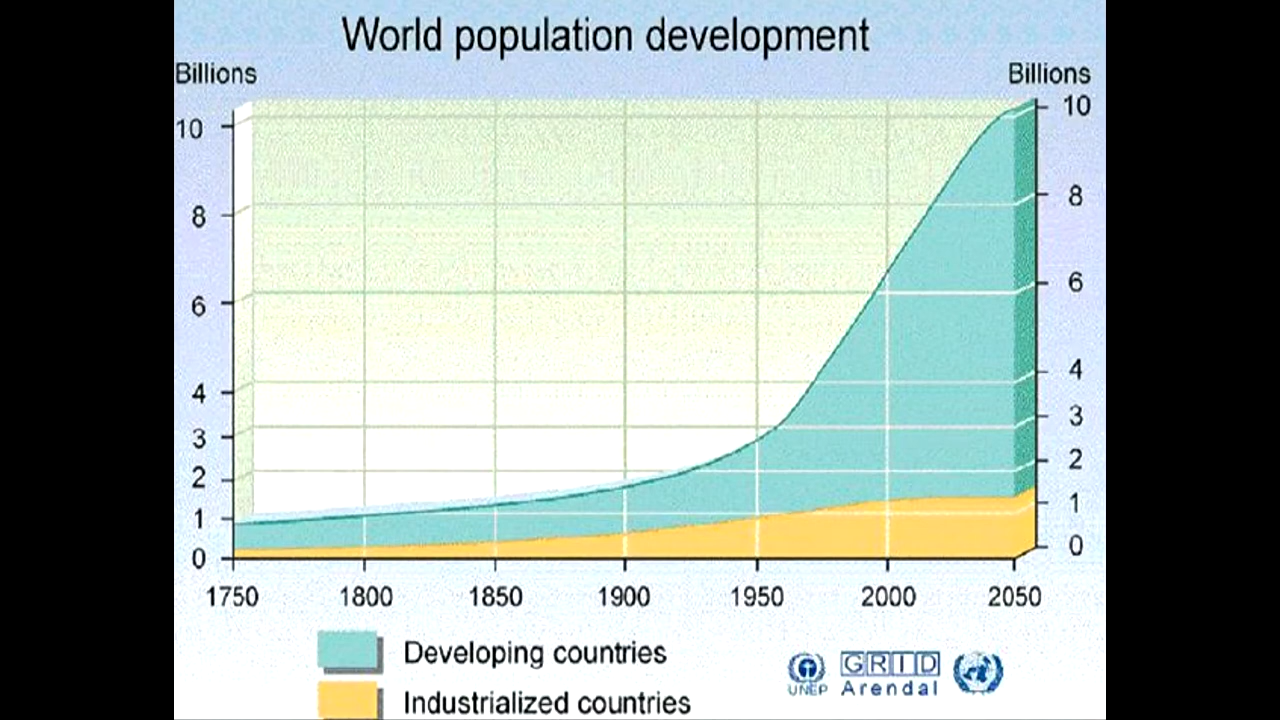 World population development
Billions
Billions
10
10
8
8
6
6
4
4
3
3
2
2
1
1
0
0
1750 1800 1850 1900 1950 2000 2050
Developing countries
Industrialized countries
UNEP
GRID
Arendal